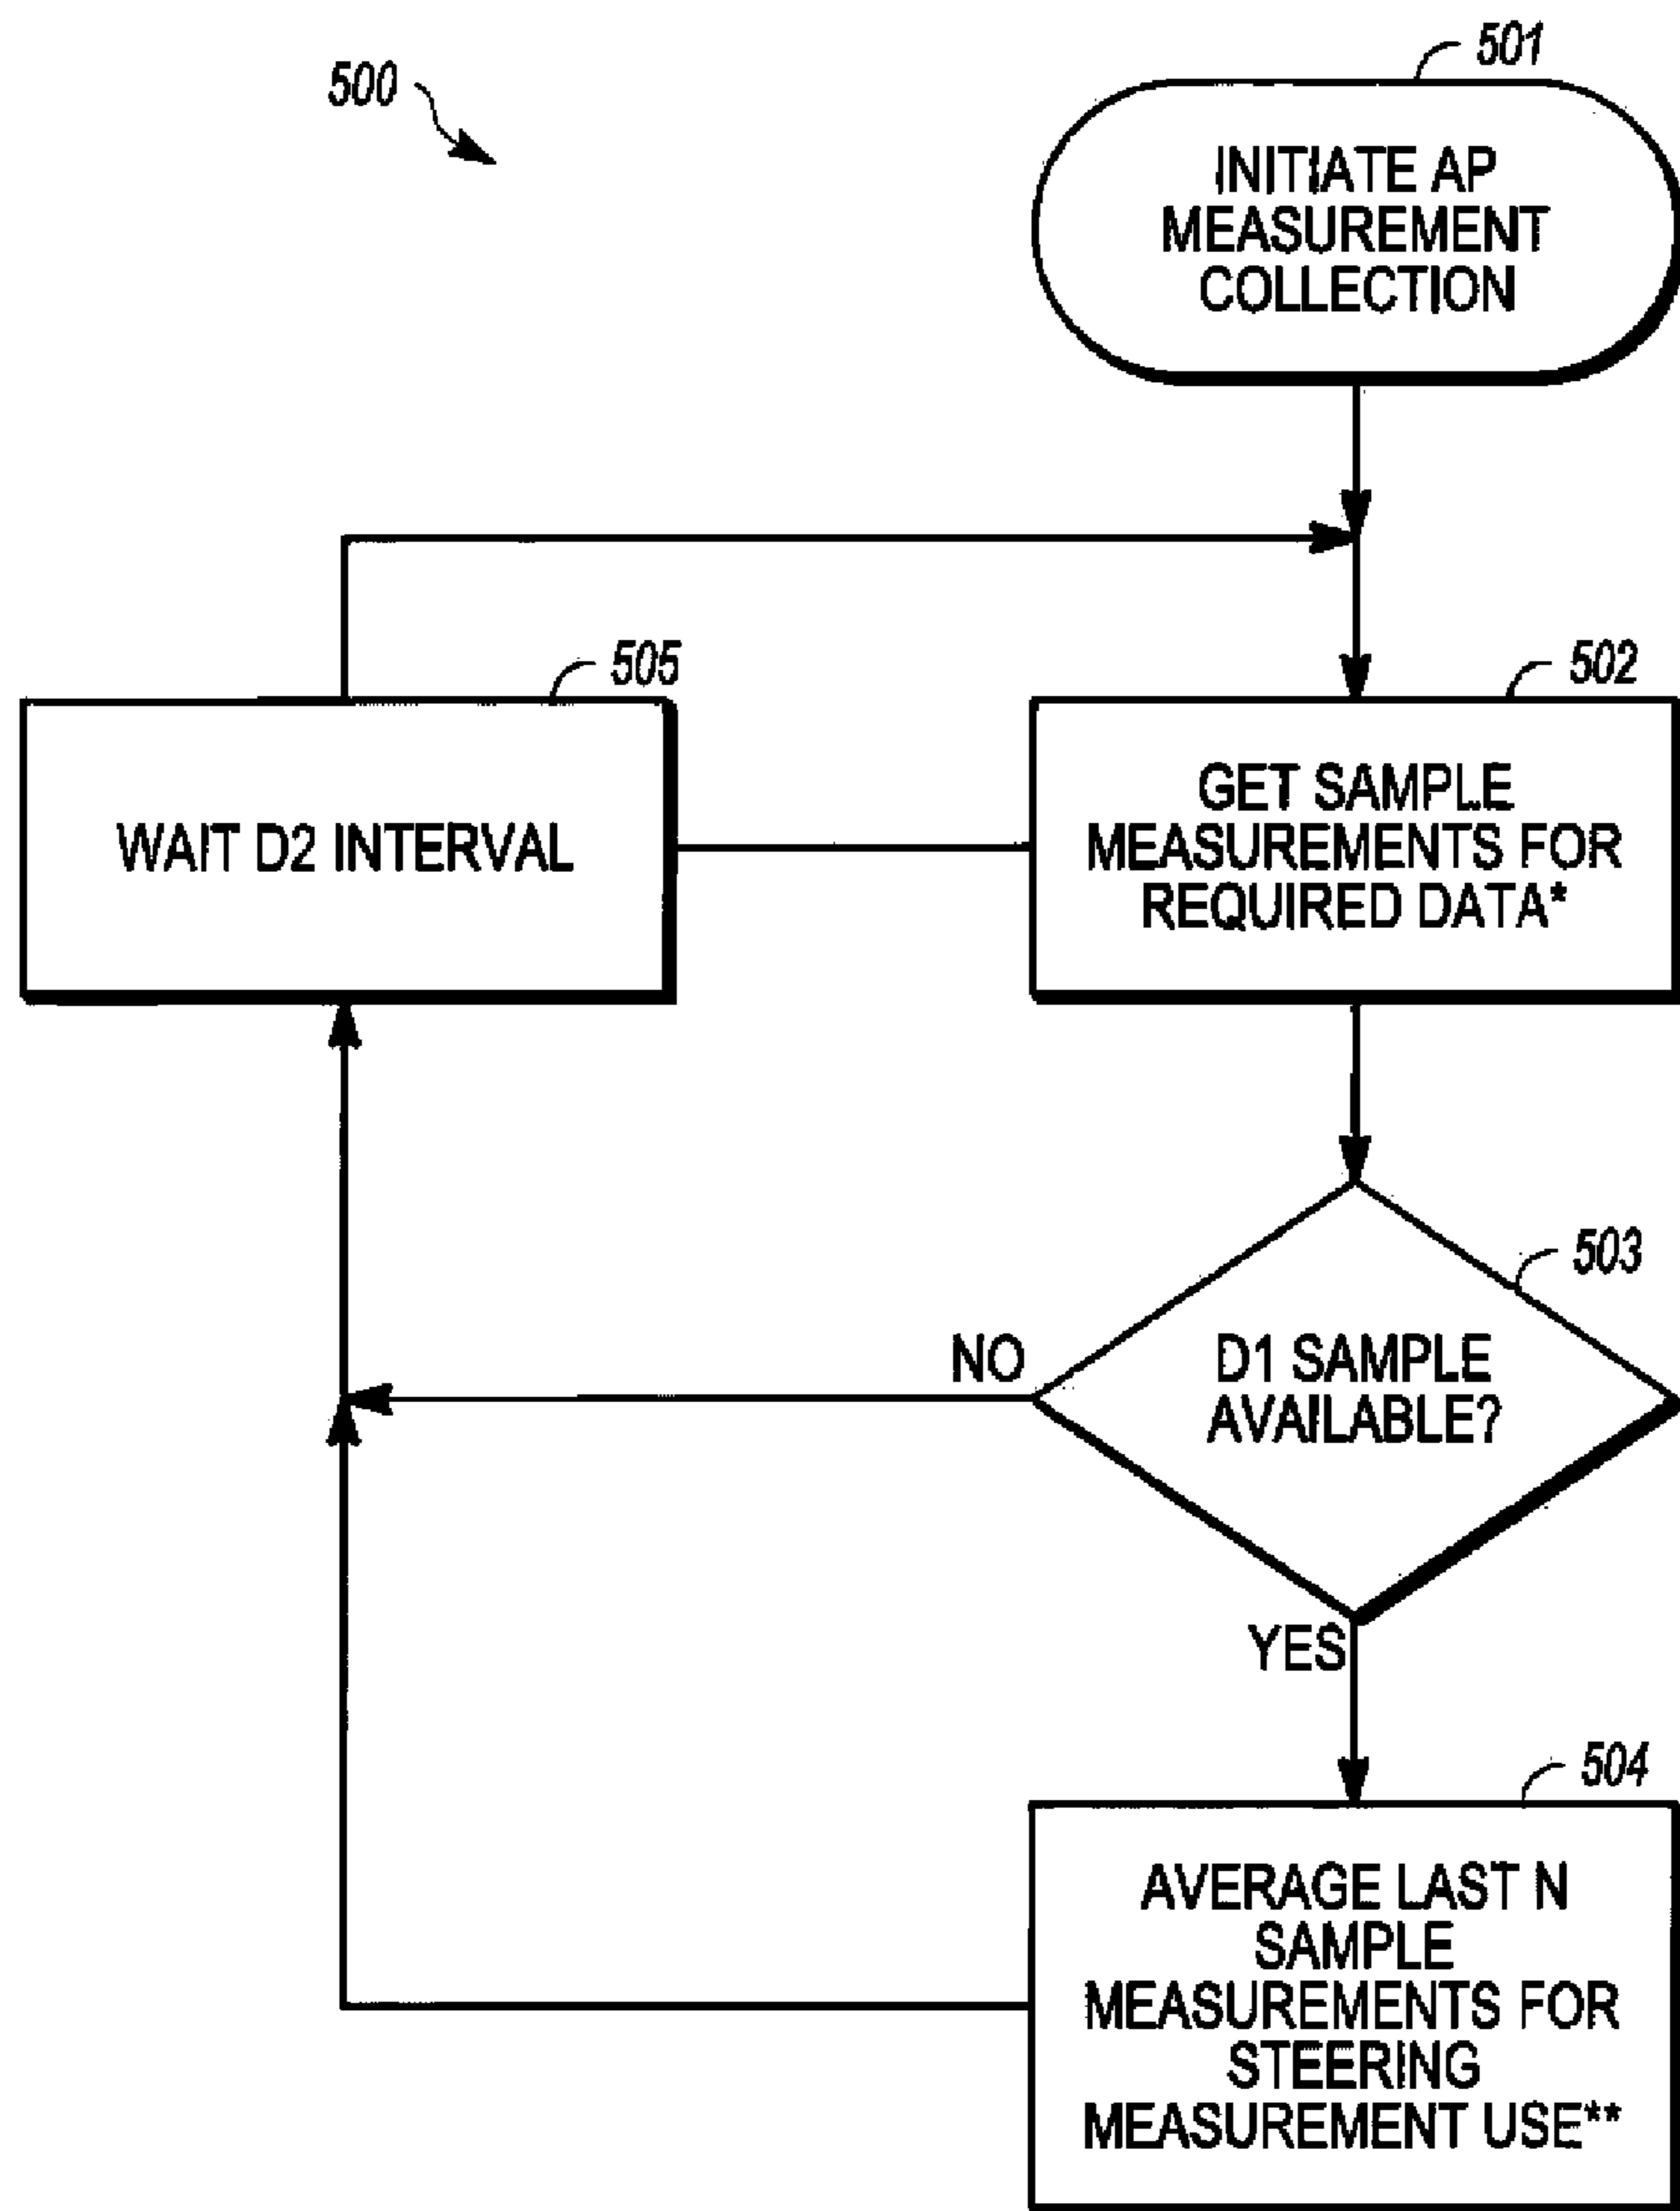 500
501
INITIATE AP
MEASUREMENT
COLLECTION
505
WAIT D2 INTERVAL
502
GET SAMPLE
MEASUREMENTS FOR
REQUIRED DATA*
503
D1 SAMPLE
AVAILABLE?
NO
YES
504
AVERAGE LAST N
SAMPLE
MEASUREMENTS FOR
STEERING
MEASUREMENT USE**